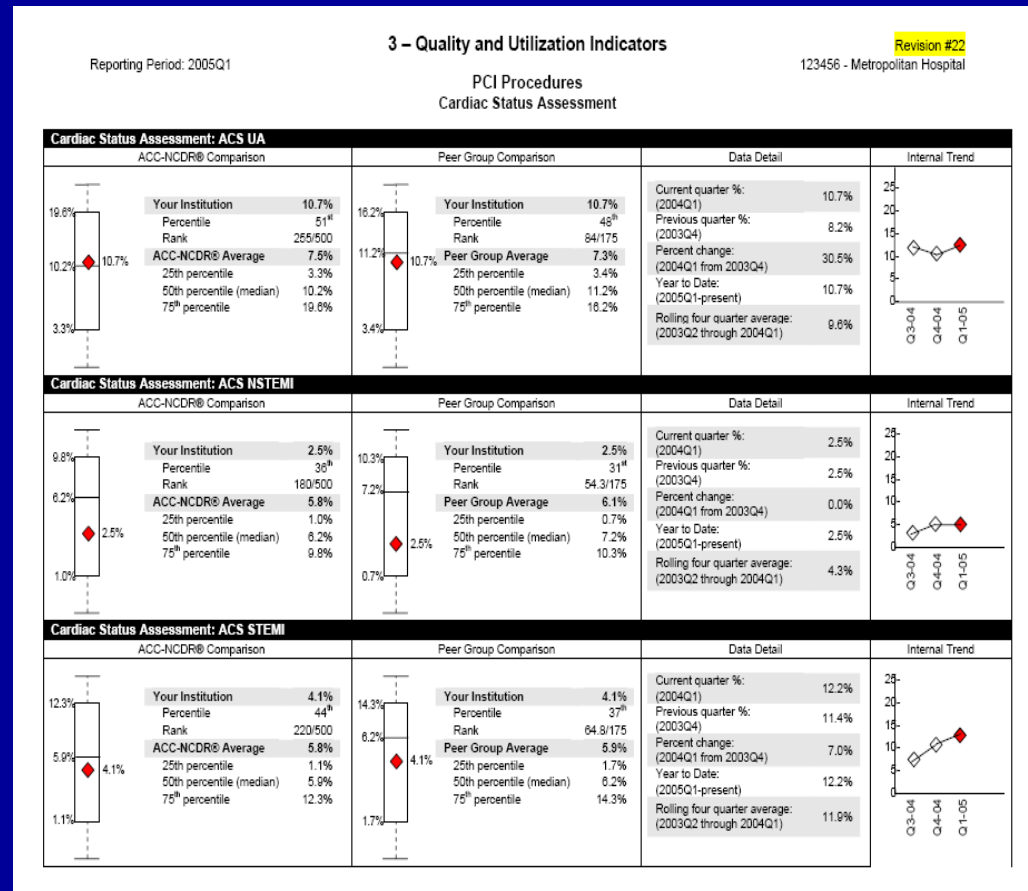 3 – Quality and Utilization Indicators
Revision #22
Reporting Period: 2005Q1
123456 - Metropolitan Hospital
PCI Procedures
Cardiac Status Assessment
Cardiac Status Assessment: ACS UA
ACC-NCDR® Comparison
19.6%
10.2%
3.3%
10.7%
Your Institution 10.7%
Percentile 51st
Rank 255/500
ACC-NCDR® Average 7.5%
25th percentile 3.3%
50th percentile (median) 10.2%
75th percentile 19.6%
Peer Group Comparison
16.2%
11.2%
3.4%
10.7%
Your Institution 10.7%
Percentile 48th
Rank 84/175
Peer Group Average 7.3%
25th percentile 3.4%
50th percentile (median) 11.2%
75th percentile 16.2%
Data Detail
Current quarter %:
(2004Q1) 10.7%
Previous quarter %:
(2003Q4) 8.2%
Percent change:
(2004Q1 from 2003Q4) 30.5%
Year to Date:
(2005Q1-present) 10.7%
Rolling four quarter average:
(2003Q2 through 2004Q1) 9.6%
Internal Trend
25-
20-
15-
10-
5-
0-
Q3-04
Q4-04
Q1-05
Cardiac Status Assessment: ACS NSTEMI
ACC-NCDR® Comparison
9.8%
6.2%
1.0%
2.5%
Your Institution 2.5%
Percentile 36th
Rank 180/500
ACC-NCDR® Average 5.8%
25th percentile 1.0%
50th percentile (median) 6.2%
75th percentile 9.8%
Peer Group Comparison
10.3%
7.2%
0.7%
2.5%
Your Institution 2.5%
Percentile 31st
Rank 54.3/175
Peer Group Average 6.1%
25th percentile 0.7%
50th percentile (median) 7.2%
75th percentile 10.3%
Data Detail
Current quarter %:
(2004Q1) 2.5%
Previous quarter %:
(2003Q4) 2.5%
Percent change:
(2004Q1 from 2003Q4) 0.0%
Year to Date:
(2005Q1-present) 2.5%
Rolling four quarter average:
(2003Q2 through 2004Q1) 4.3%
Internal Trend
25-
20-
15-
10-
5-
0-
Q3-04
Q4-04
Q1-05
Cardiac Status Assessment: ACS STEMI
ACC-NCDR® Comparison
12.3%
5.9%
1.1%
4.1%
Your Institution 4.1%
Percentile 44th
Rank 220/500
ACC-NCDR® Average 5.8%
25th percentile 1.1%
50th percentile (median) 5.9%
75th percentile 12.3%
Peer Group Comparison
14.3%
6.2%
1.7%
4.1%
Your Institution 4.1%
Percentile 37th
Rank 64.8/175
Peer Group Average 5.9%
25th percentile 1.7%
50th percentile (median) 6.2%
75th percentile 14.3%
Data Detail
Current quarter %:
(2004Q1) 12.2%
Previous quarter %:
(2003Q4) 11.4%
Percent change:
(2004Q1 from 2003Q4) 7.0%
Year to Date:
(2005Q1-present) 12.2%
Rolling four quarter average:
(2003Q2 through 2004Q1) 11.9%
Internal Trend
25-
20-
15-
10-
5-
0-
Q3-04
Q4-04
Q1-05